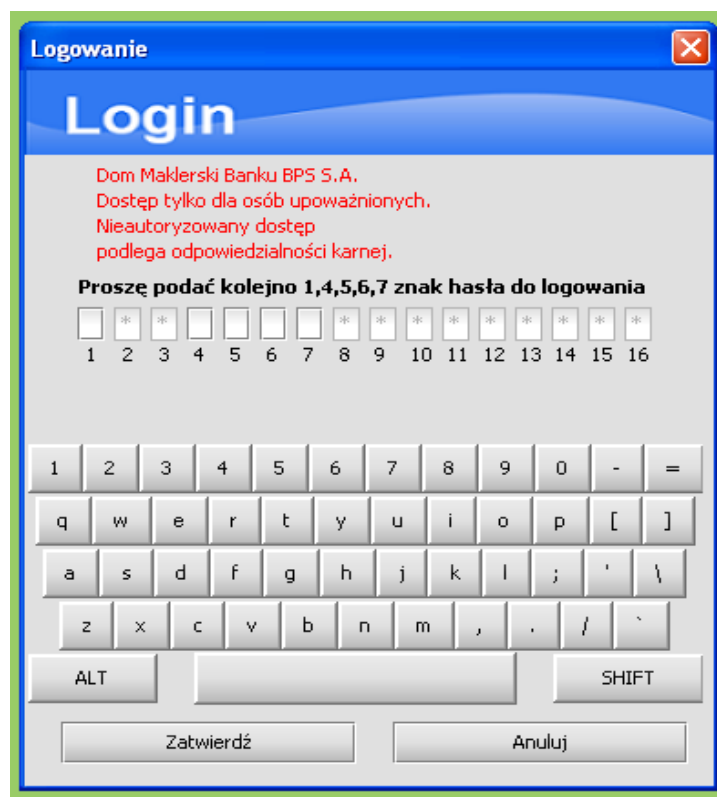 Logowanie
Login
Dom Maklerski Banku BPS S.A.
Dostęp tylko dla osób upoważnionych.
Nieautoryzowany dostęp
podlega odpowiedzialności karnej.
Proszę podać kolejno 1,4,5,6,7 znak hasła do logowania
* * * * * * * * * * *
1 2 3 4 5 6 7 8 9 10 11 12 13 14 15 16
1 2 3 4 5 6 7 8 9 0 - =
q w e r t y u i o p [ ]
a s d f g h j k l ; ' \
z x c v b n m , . / `
ALT SHIFT
Zatwierdź Anuluj